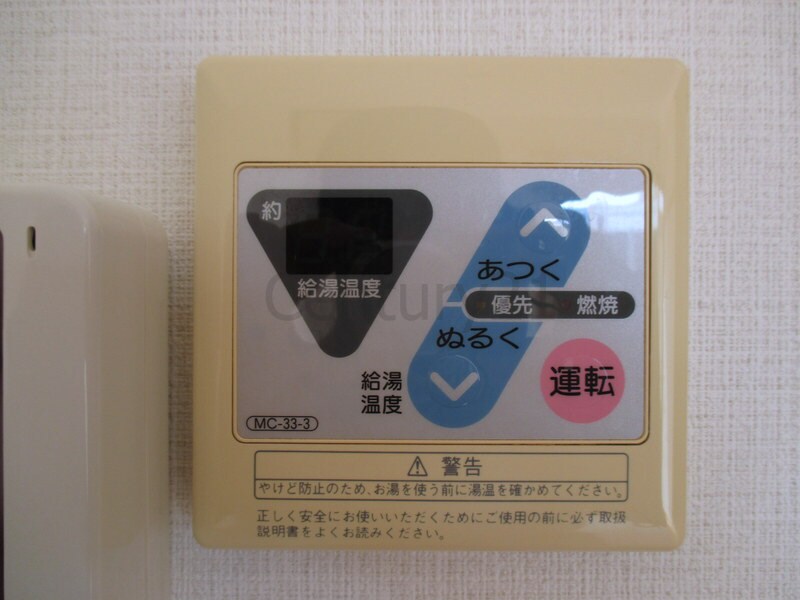 約
給湯温度
あつく
優先 燃焼
ぬるく
給湯
温度
運転
MC-33-3
警告
やけど防止のため、お湯を使う前に湯温を確かめてください。
正しく安全にお使いいただくためにご使用の前に必ず取扱
説明書をよくお読みください。